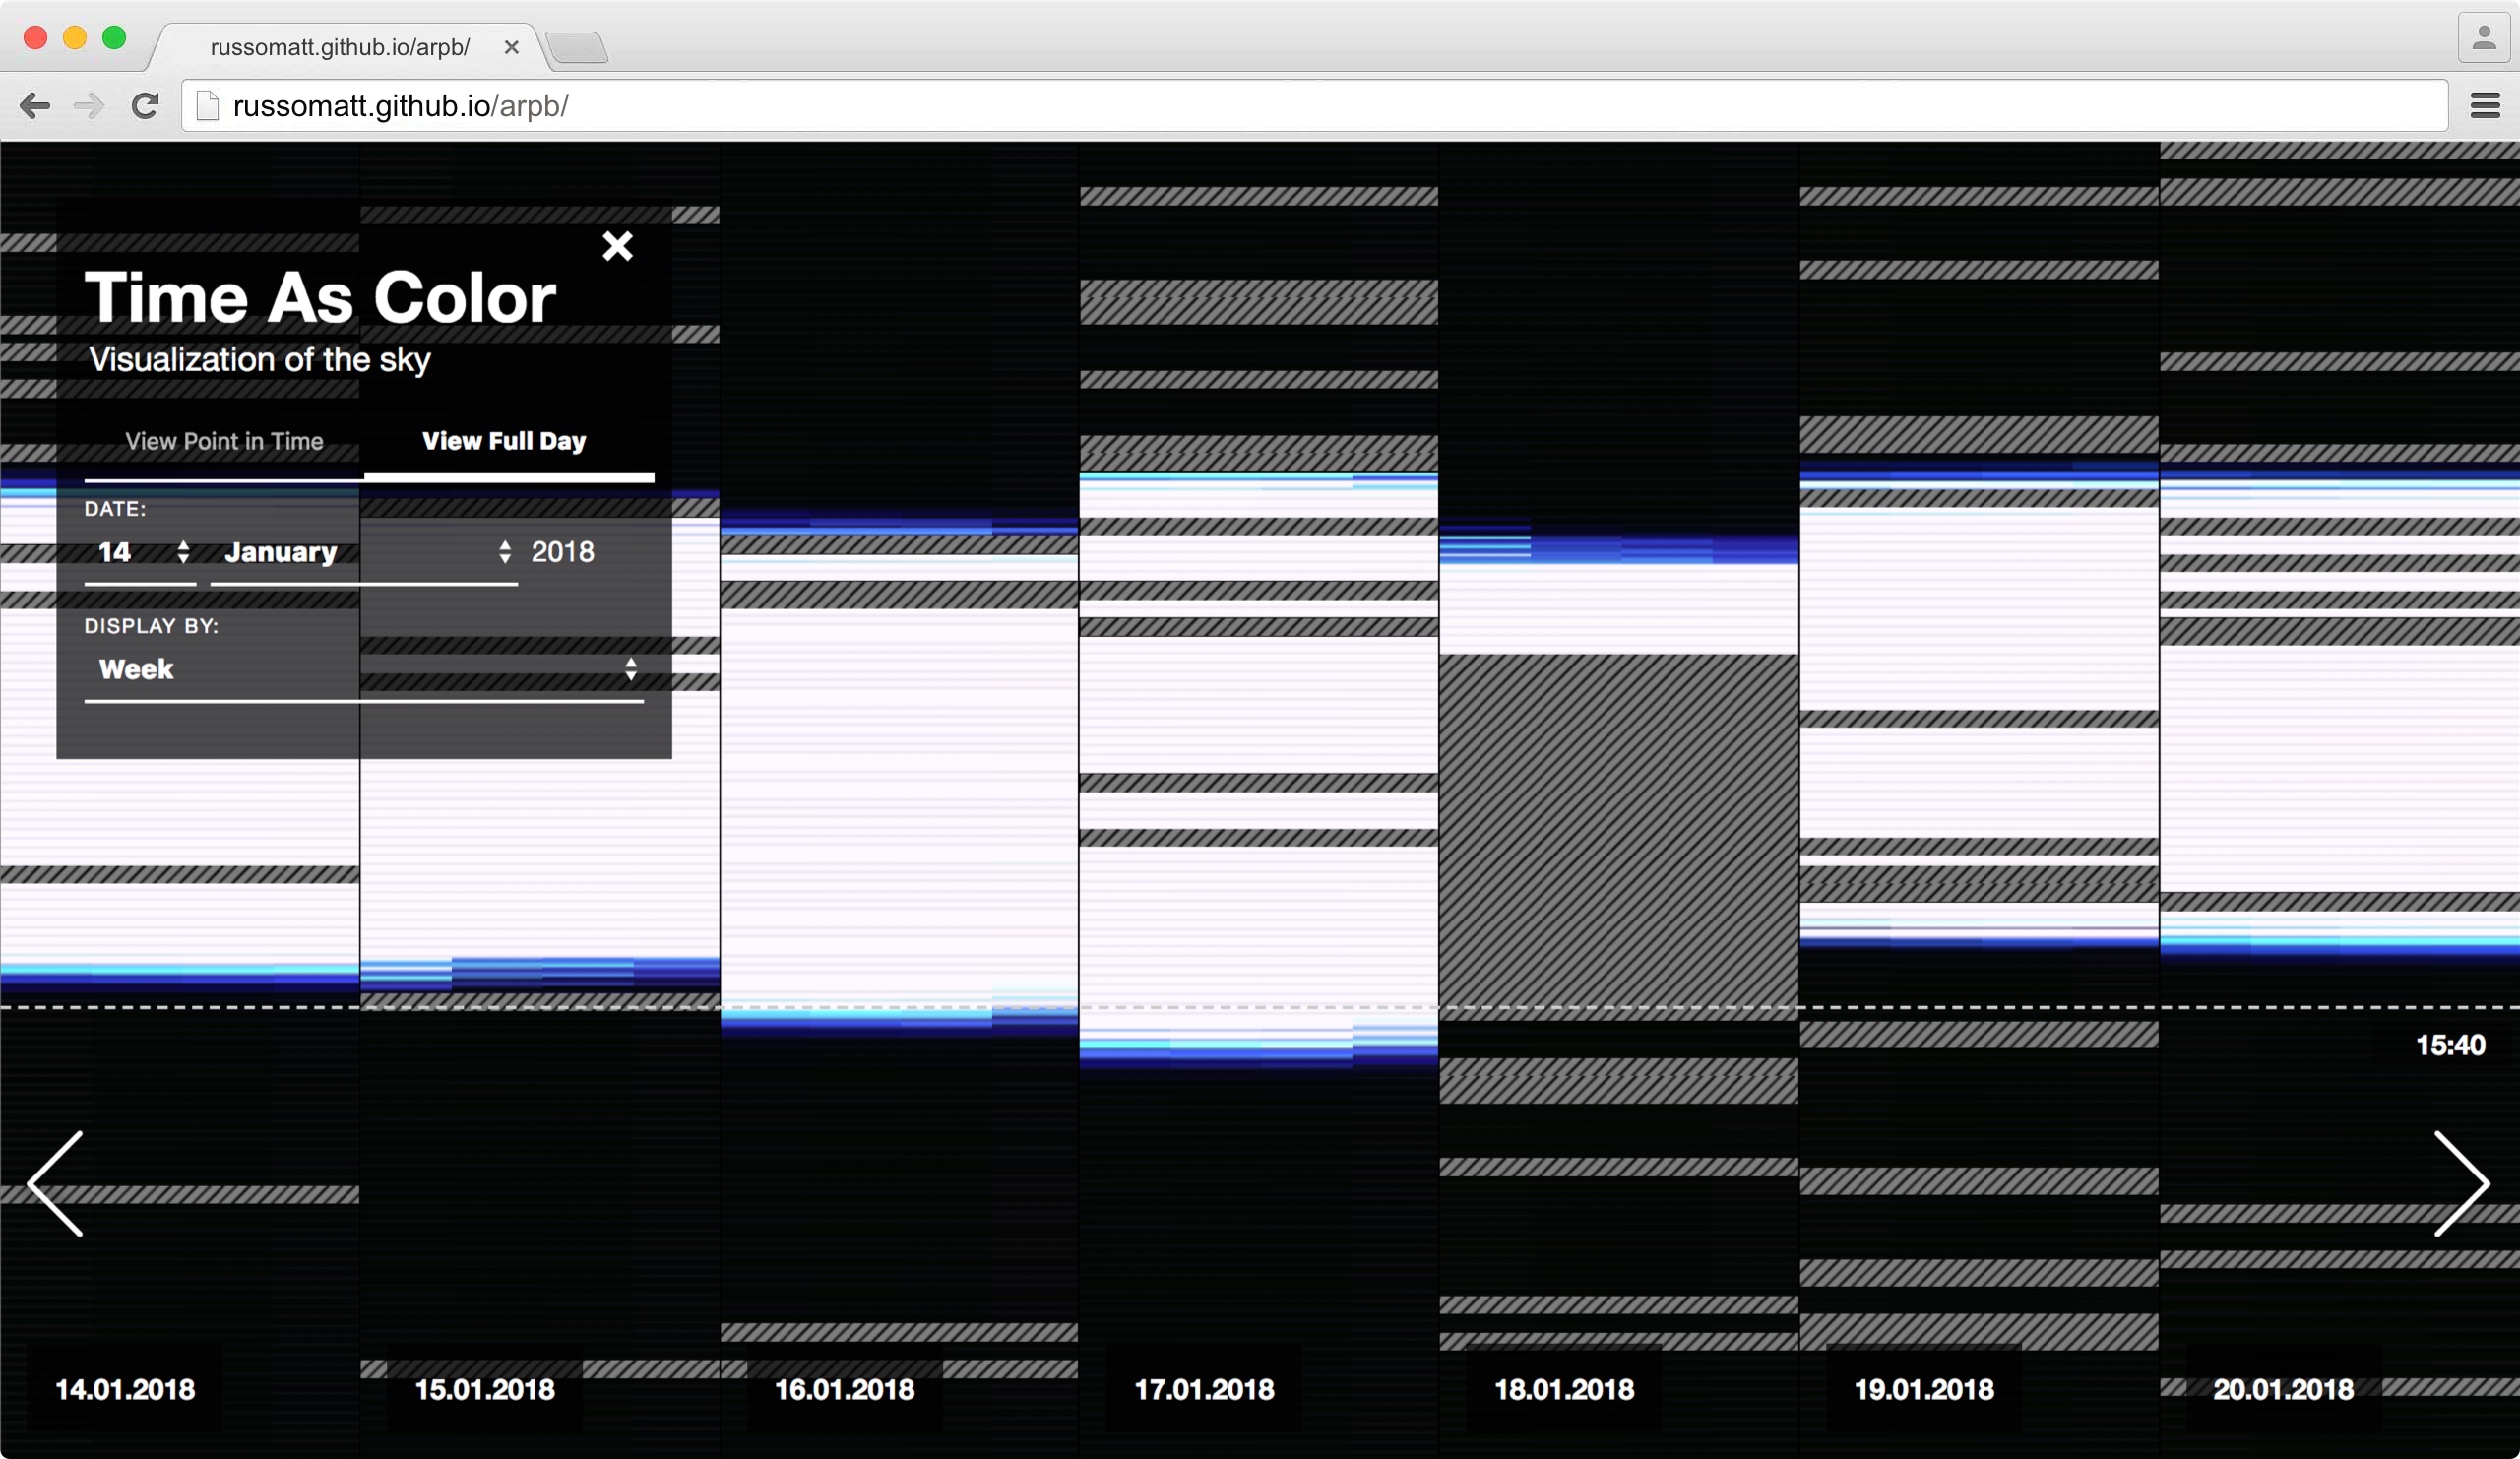 russomatt.github.io/arpb/
russomatt.github.io/arpb/
Time As Color
Visualization of the sky
View Point in Time View Full Day
DATE:
14 January 2018
DISPLAY BY:
Week
15:40
14.01.2018 15.01.2018 16.01.2018 17.01.2018 18.01.2018 19.01.2018 20.01.2018